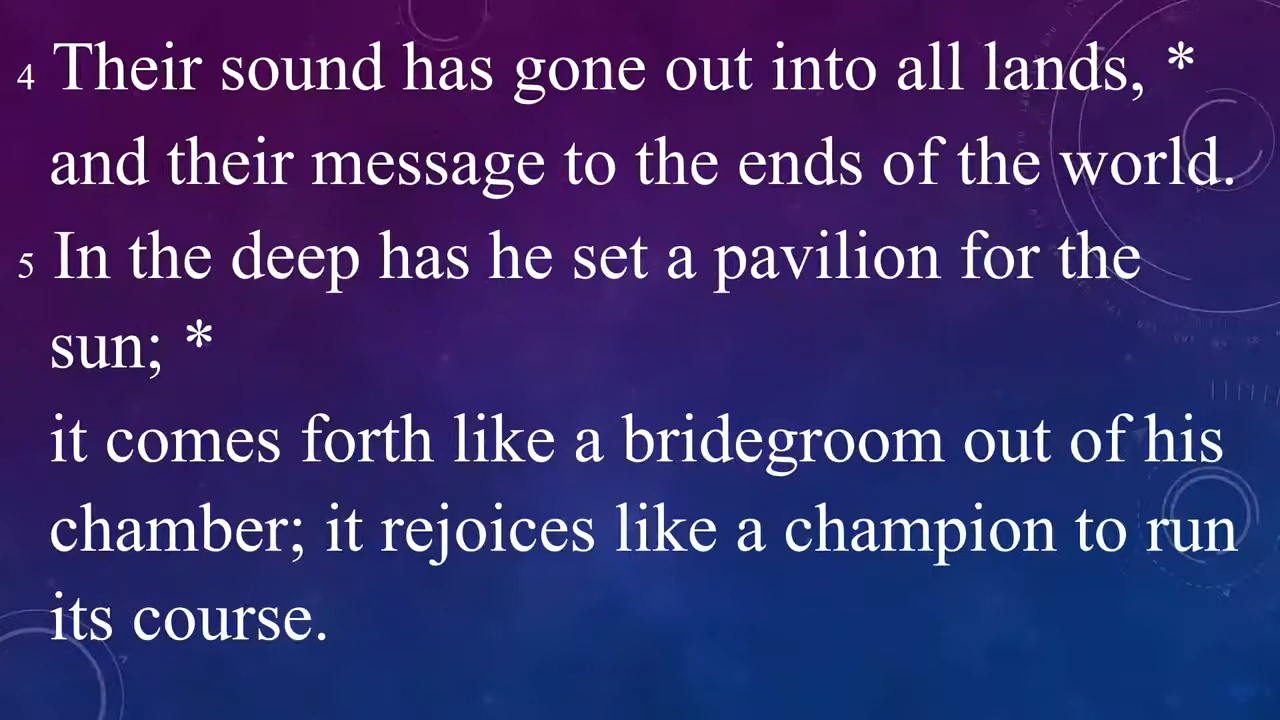 4 Their sound has gone out into all lands, *
and their message to the ends of the world.
5 In the deep has he set a pavilion for the
sun; *
it comes forth like a bridegroom out of his
chamber; it rejoices like a champion to run
its course.